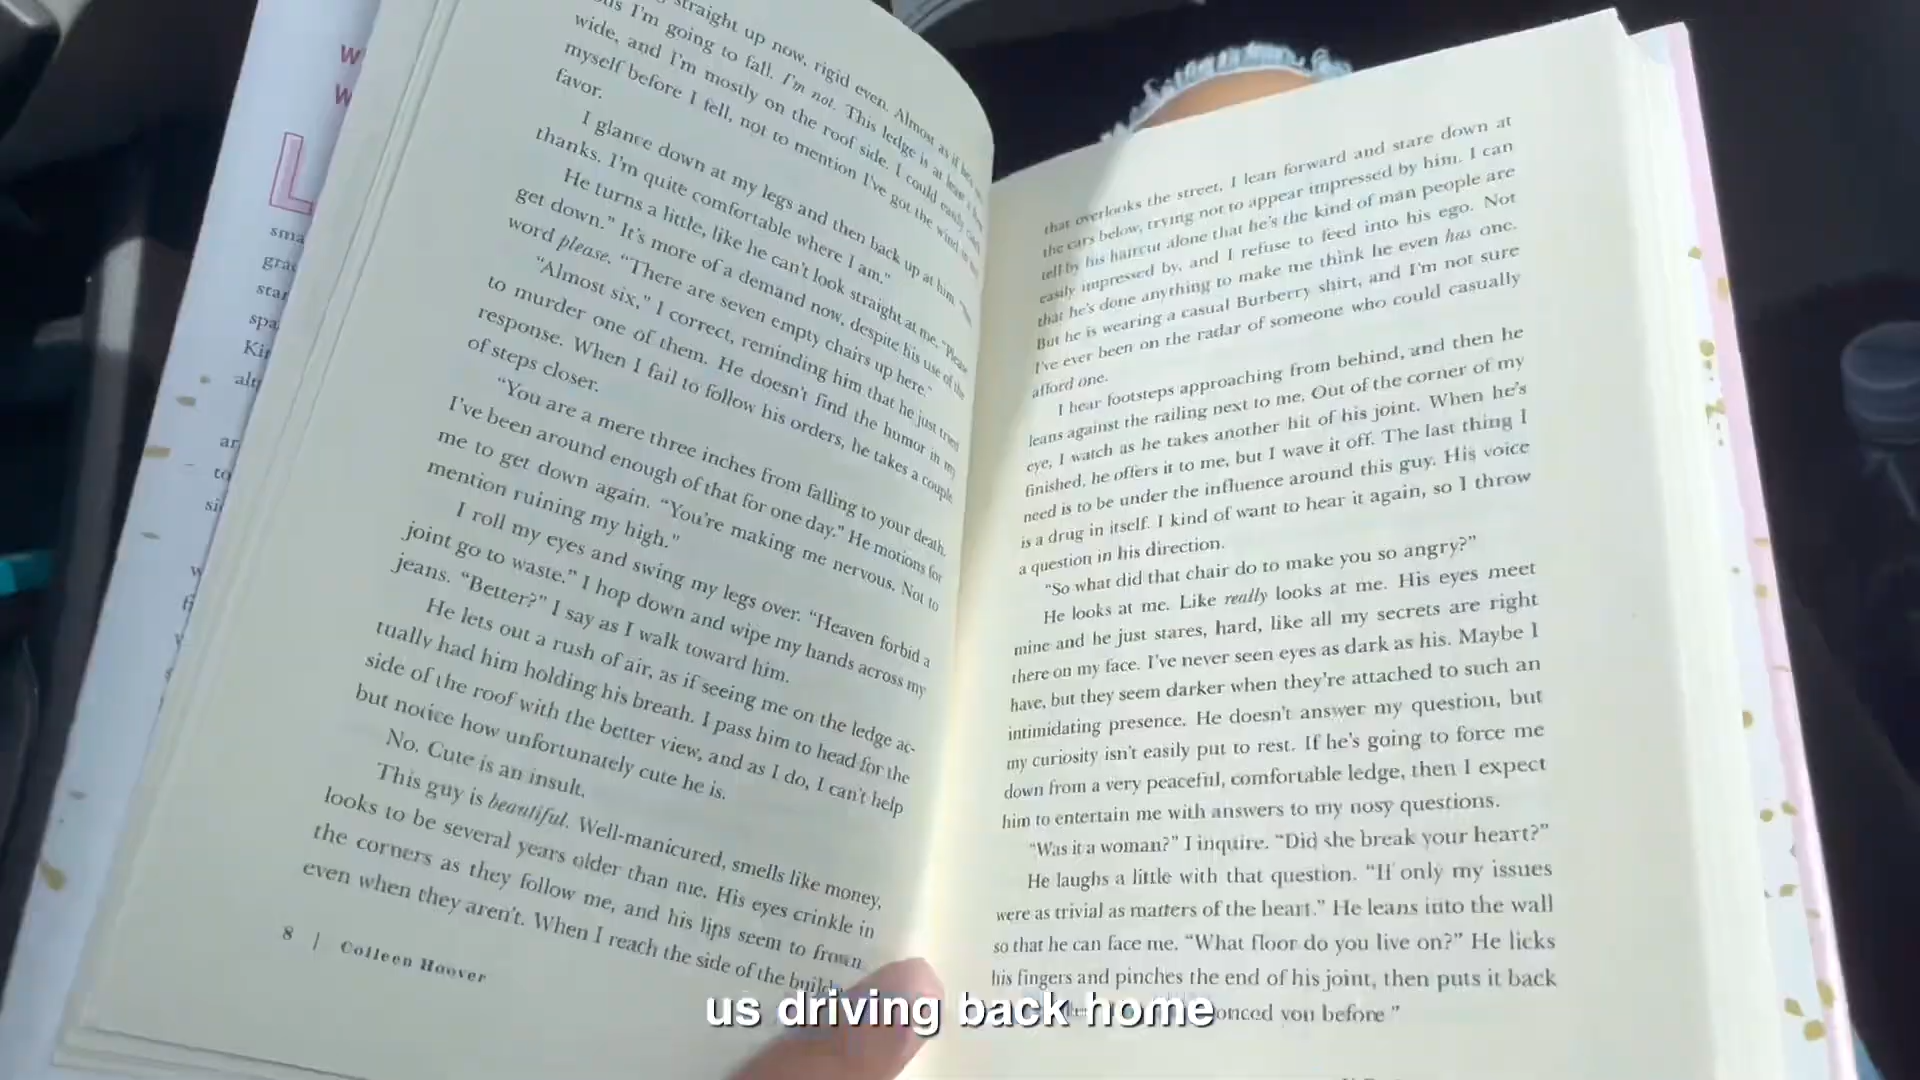 straight up now, rigid even. Almost as if
I'm going to fall. I'm not. This ledge is at least a
wide, and I'm mostly on the roof side. I could easily catch
myself before I fell, not to mention I've got the wind in my
favor.
I glance down at my legs and then back up at him. "No,
thanks. I'm quite comfortable where I am."
He turns a little, like he can't look straight at me. "Please
get down." It's more of a demand now, despite his use of the
word please. "There are seven empty chairs up here."
"Almost six," I correct, reminding him that he just tried
to murder one of them. He doesn't find the humor in my
response. When I fail to follow his orders, he takes a couple
of steps closer.
"You are a mere three inches from falling to your death.
I've been around enough of that for one day." He motions for
me to get down again. "You're making me nervous. Not to
mention ruining my high."
I roll my eyes and swing my legs over. "Heaven forbid a
joint go to waste." I hop down and wipe my hands across my
jeans. "Better?" I say as I walk toward him.
He lets out a rush of air, as if seeing me on the ledge ac-
tually had him holding his breath. I pass him to head for the
side of the roof with the better view, and as I do, I can't help
but notice how unfortunately cute he is.
No. Cute is an insult.
This guy is beautiful. Well-manicured, smells like money,
looks to be several years older than me. His eyes crinkle in
the corners as they follow me, and his lips seem to frown
even when they aren't. When I reach the side of the build
8 | Colleen Hoover
that overlooks the street, I lean forward and stare down at
the cars below, trying not to appear impressed by him. I can
tell by his haircut alone that he's the kind of man people are
easily impressed by, and I refuse to feed into his ego. Not
that he's done anything to make me think he even has one.
But he is wearing a casual Burberry shirt, and I'm not sure
I've ever been on the radar of someone who could casually
afford one.
I hear footsteps approaching from behind, and then he
leans against the railing next to me. Out of the corner of my
eye, I watch as he takes another hit of his joint. When he's
finished, he offers it to me, but I wave it off. The last thing I
need is to be under the influence around this guy. His voice
is a drug in itself. I kind of want to hear it again, so I throw
a question in his direction.
"So what did that chair do to make you so angry?"
He looks at me. Like really looks at me. His eyes meet
mine and he just stares, hard, like all my secrets are right
there on my face. I've never seen eyes as dark as his. Maybe I
have, but they seem darker when they're attached to such an
intimidating presence. He doesn't answer my question, but
my curiosity isn't easily put to rest. If he's going to force me
down from a very peaceful, comfortable ledge, then I expect
him to entertain me with answers to my nosy questions.
"Was it a woman?" I inquire. "Did she break your heart?"
He laughs a little with that question. "If only my issues
were as trivial as matters of the heart." He leans into the wall
so that he can face me. "What floor do you live on?" He licks
his fingers and pinches the end of his joint, then puts it back
you before"
us driving back home